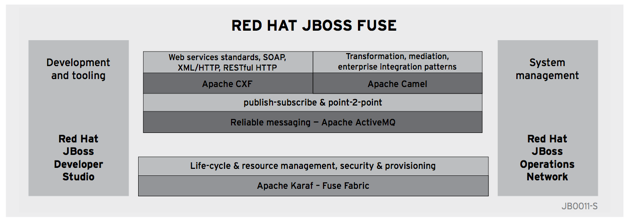 RED HAT JBOSS FUSE
Development
and tooling
Red Hat
JBoss
Developer
Studio
Web services standards, SOAP,
XML/HTTP, RESTful HTTP
Apache CXF
Transformation, mediation,
enterprise integration patterns
Apache Camel
publish-subscribe & point-2-point
Reliable messaging — Apache ActiveMQ
Life-cycle & resource management, security & provisioning
Apache Karaf – Fuse Fabric
System
management
Red Hat
JBoss
Operations
Network
JB0011-S